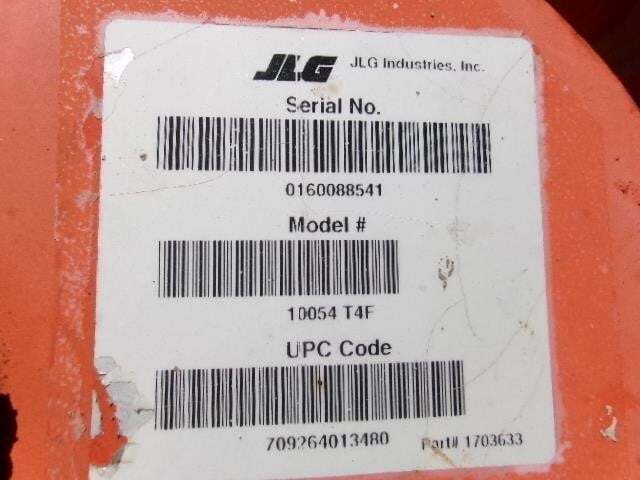 JLG JLG Industries, Inc.
Serial No.
0160088541
Model #
10054 T4F
UPC Code
709264013480 Part# 1703633